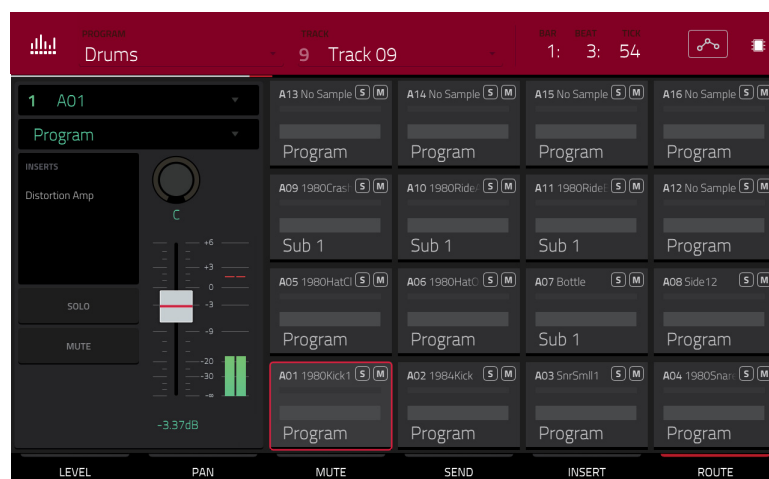 PROGRAM TRACK BAR BEAT TICK
Drums 9 Track 09 1: 3: 54
1 A01
Program
INSERTS
Distortion Amp
C
+6
+3
0
-3
-9
-20
-30
-∞
SOLO
MUTE
-3.37dB
A13 No Sample S M A14 No Sample S M A15 No Sample S M A16 No Sample S M
Program Program Program Program
A09 1980Cras S M A10 1980Ride S M A11 1980Ride S M A12 No Sample S M
Sub 1 Sub 1 Sub 1 Program
A05 1980HatCl S M A06 1980Hat S M A07 Bottle S M A08 Side12 S M
Program Program Sub 1 Program
A01 1980Kick1 S M A02 1984Kick S M A03 SnrSmll1 S M A04 1980Snar S M
Program Program Program Program
LEVEL PAN MUTE SEND INSERT ROUTE